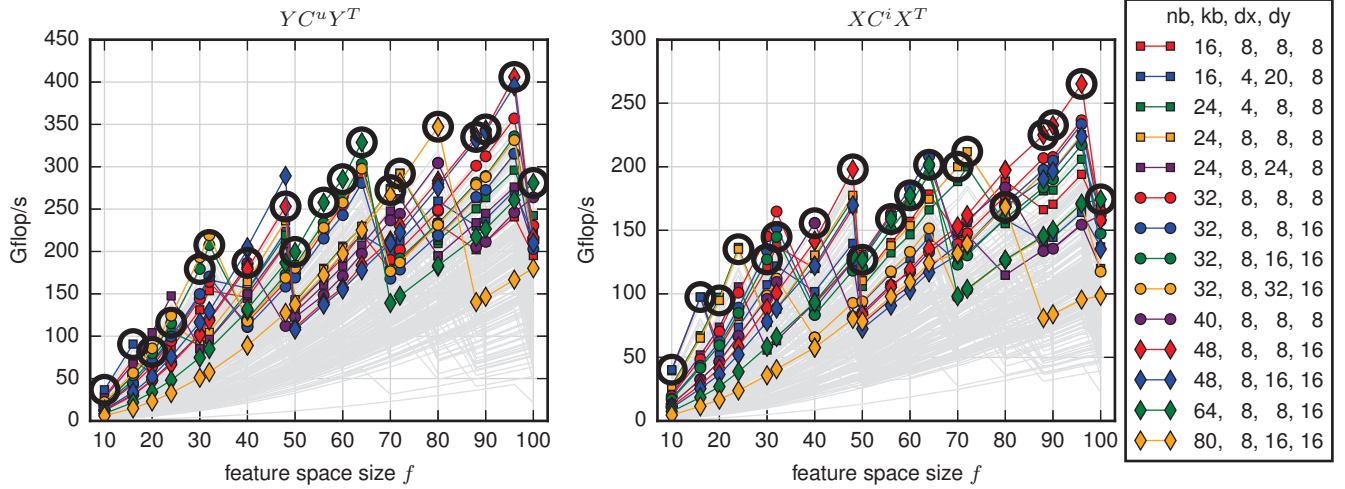 YCᵘYᵀ
450
400
350
300
250
200
150
100
50
0
Gflop/s
10 20 30 40 50 60 70 80 90 100
feature space size f
XCⁱXᵀ
300
250
200
150
100
50
0
Gflop/s
10 20 30 40 50 60 70 80 90 100
feature space size f
nb, kb, dx, dy
16, 8, 8, 8
16, 4, 20, 8
24, 4, 8, 8
24, 8, 8, 8
24, 8, 24, 8
32, 8, 8, 8
32, 8, 8, 16
32, 8, 16, 16
32, 8, 32, 16
40, 8, 8, 8
48, 8, 8, 16
48, 8, 16, 16
64, 8, 8, 16
80, 8, 16, 16